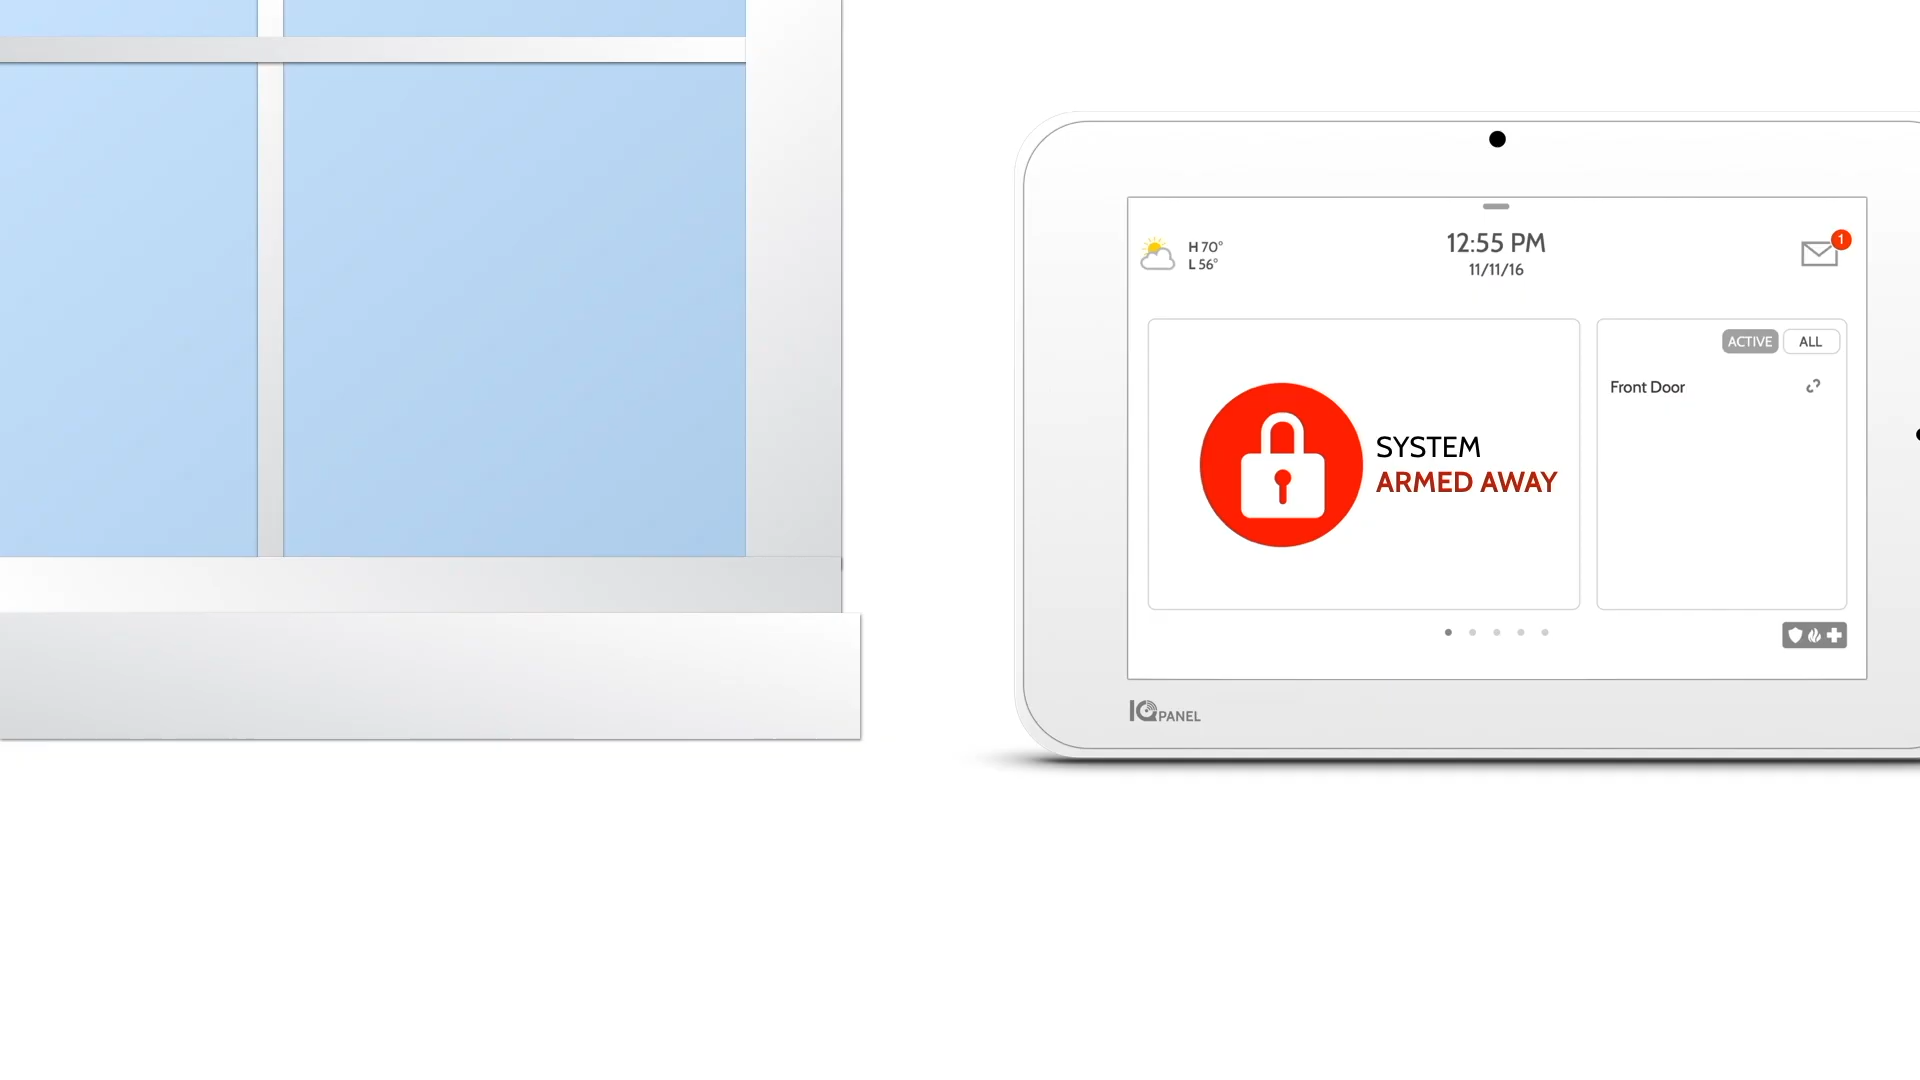 H 70°
L 56°
12:55 PM
11/11/16
1
ACTIVE
ALL
Front Door
SYSTEM
ARMED AWAY
IQ PANEL